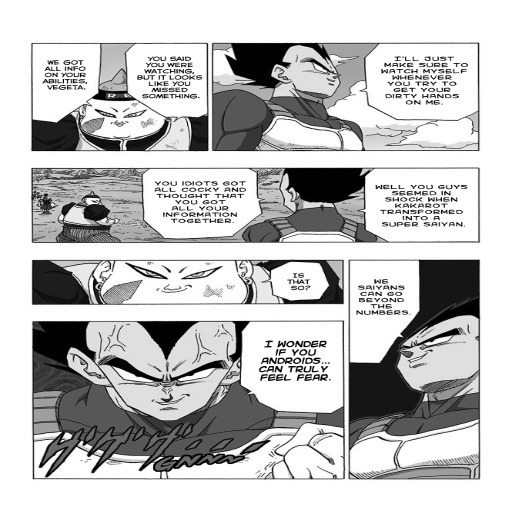 WE GOT
ALL INFO
ON YOUR
ABILITIES,
VEGETA.
YOU SAID
YOU WERE
WATCHING,
BUT IT LOOKS
LIKE YOU
MISSED
SOMETHING.
I'LL JUST
MAKE SURE TO
WATCH MYSELF
WHENEVER
YOU TRY TO
GET YOUR
DIRTY HANDS
ON ME.
YOU IDIOTS GOT
ALL COCKY AND
THOUGHT THAT
YOU GOT
ALL YOUR
INFORMATION
TOGETHER.
WELL YOU GUYS
SEEMED IN
SHOCK WHEN
KAKAROT
TRANSFORMED
INTO A
SUPER SAIYAN.
IS
THAT
SO?
WE
SAIYANS
CAN GO
BEYOND
THE
NUMBERS.
I WONDER
IF YOU
ANDROIDS...
CAN TRULY
FEEL FEAR.